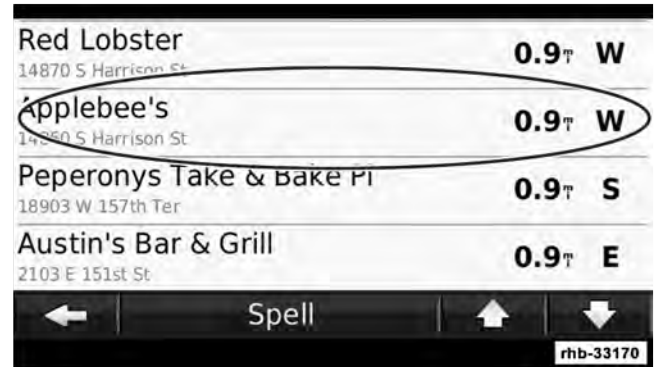 Red Lobster
14870 S Harrison St
0.9 W
Applebee's
S Harrison St
0.9 W
Peperonys Take & Bake Pi
18903 W 157th Ter
0.9 S
Austin's Bar & Grill
2103 E 151st St
0.9 E
Spell
rhb-33170